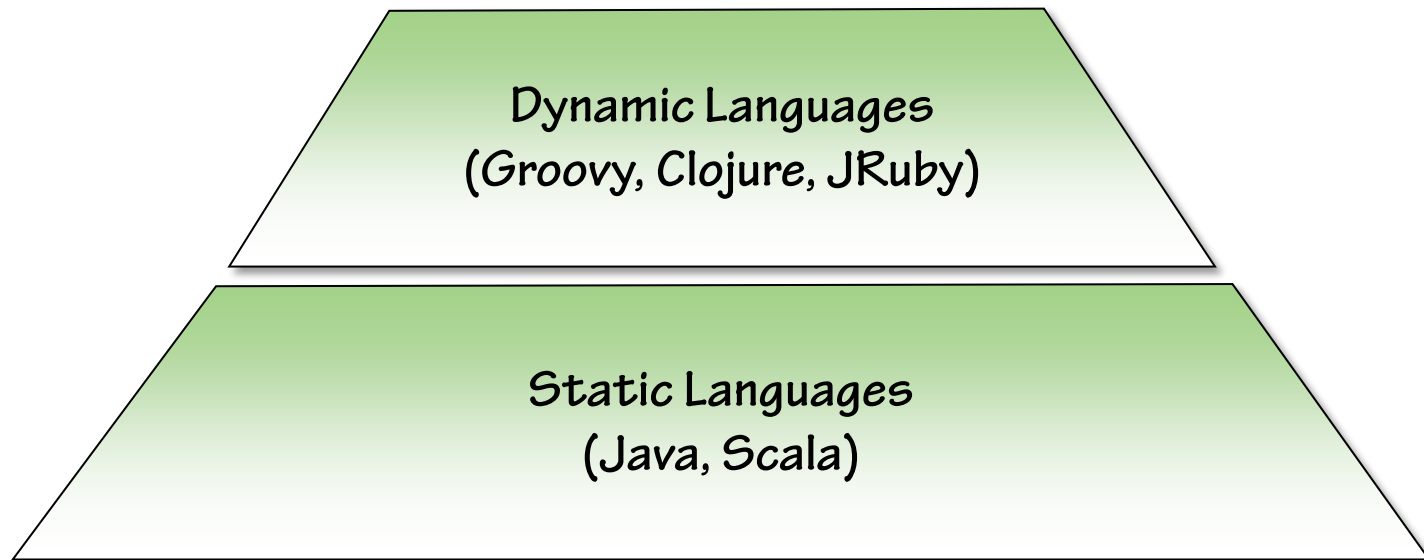 Dynamic Languages
(Groovy, Clojure, JRuby)
Static Languages
(Java, Scala)